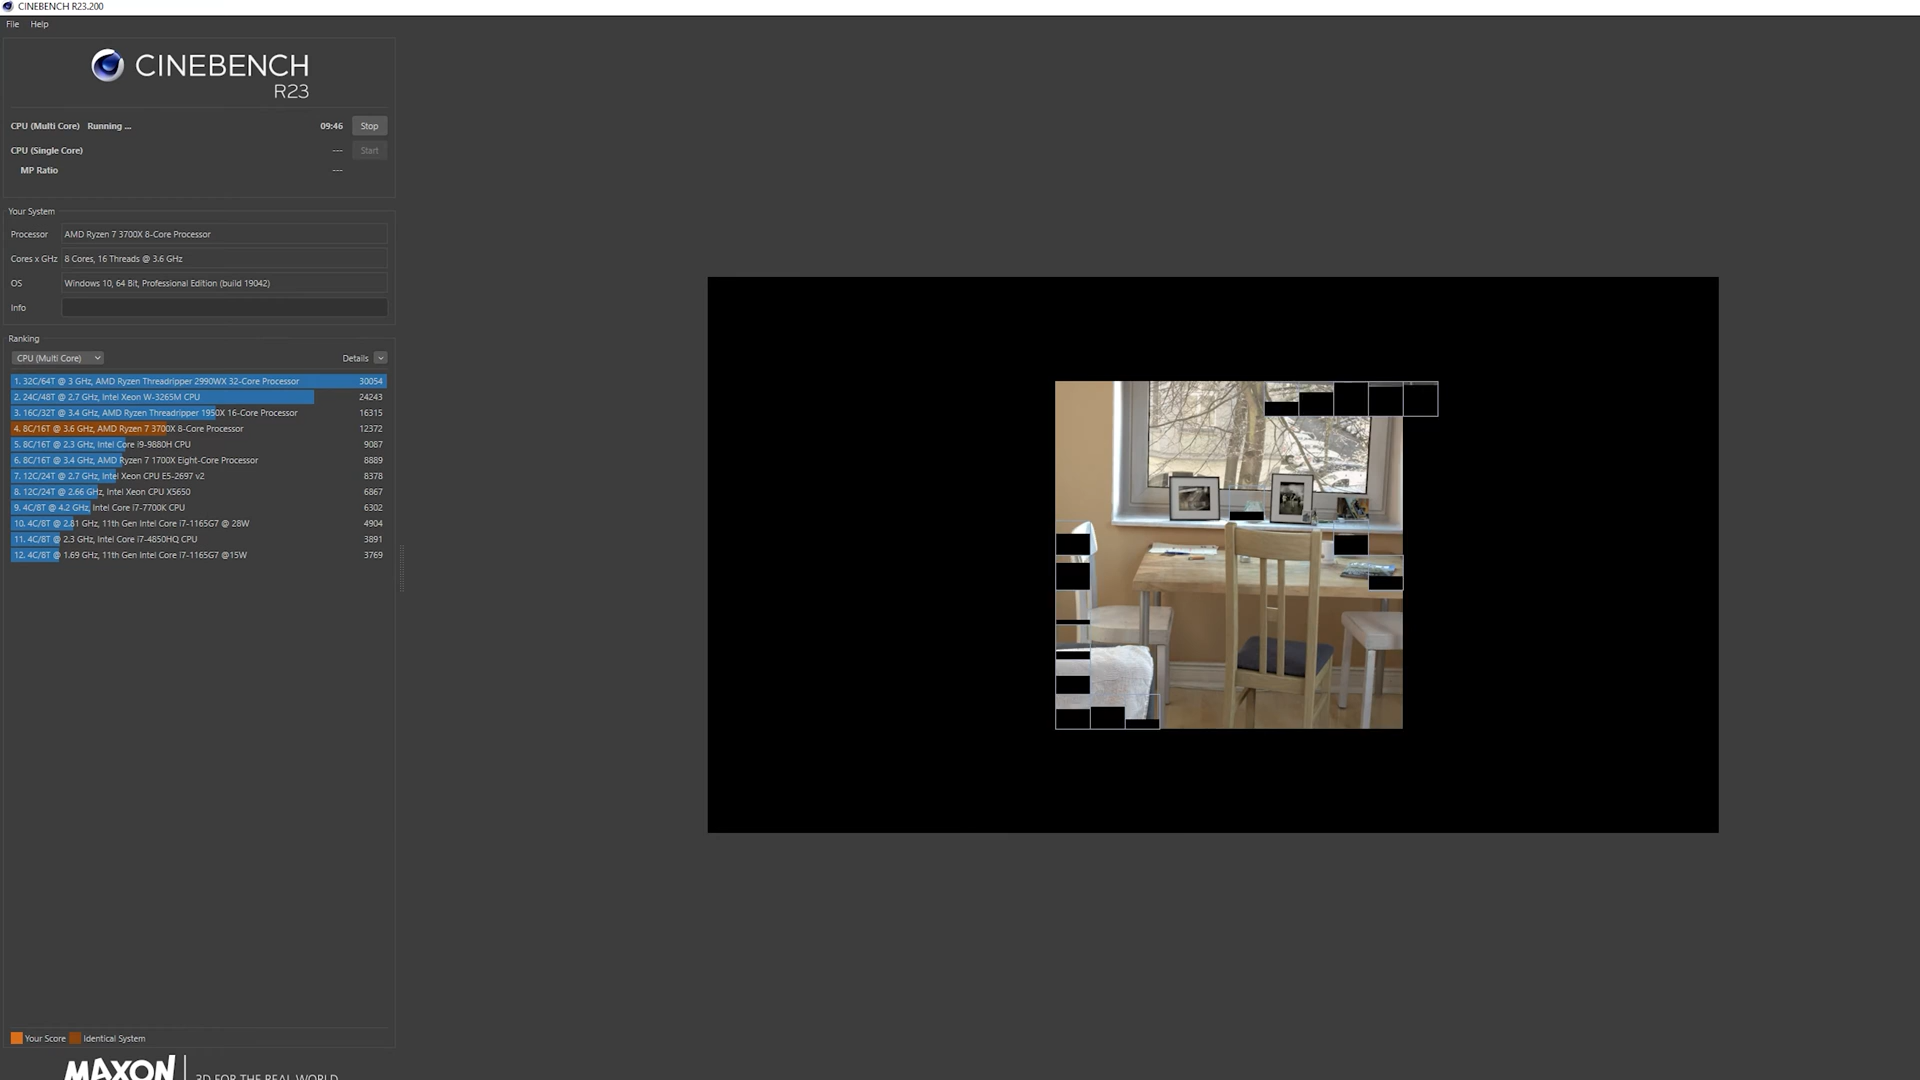 CINEBENCH R23.200
File Help
CINEBENCH
R23
CPU (Multi Core) Running ... 09:46 Stop
CPU (Single Core) --- Start
MP Ratio ---
Your System
Processor AMD Ryzen 7 3700X 8-Core Processor
Cores x GHz 8 Cores, 16 Threads @ 3.6 GHz
OS Windows 10, 64 Bit, Professional Edition (build 19042)
Info
Ranking
CPU (Multi Core) Details
1. 32C/64T @ 3 GHz, AMD Ryzen Threadripper 2990WX 32-Core Processor 30054
2. 24C/48T @ 2.7 GHz, Intel Xeon W-3265M CPU 24243
3. 16C/32T @ 3.4 GHz, AMD Ryzen Threadripper 1950X 16-Core Processor 16315
4. 8C/16T @ 3.6 GHz, AMD Ryzen 7 3700X 8-Core Processor 12372
5. 8C/16T @ 2.3 GHz, Intel Core i9-9880H CPU 9087
6. 8C/16T @ 3.4 GHz, AMD Ryzen 7 1700X Eight-Core Processor 8889
7. 12C/24T @ 2.7 GHz, Intel Xeon CPU E5-2697 v2 8378
8. 12C/24T @ 2.66 GHz, Intel Xeon CPU X5650 6867
9. 4C/8T @ 4.2 GHz, Intel Core i7-7700K CPU 6302
10. 4C/8T @ 2.81 GHz, 11th Gen Intel Core i7-1165G7 @ 28W 4904
11. 4C/8T @ 2.3 GHz, Intel Core i7-4850HQ CPU 3891
12. 4C/8T @ 1.69 GHz, 11th Gen Intel Core i7-1165G7 @15W 3769
Your Score Identical System
MAXON 3D FOR THE REAL WORLD